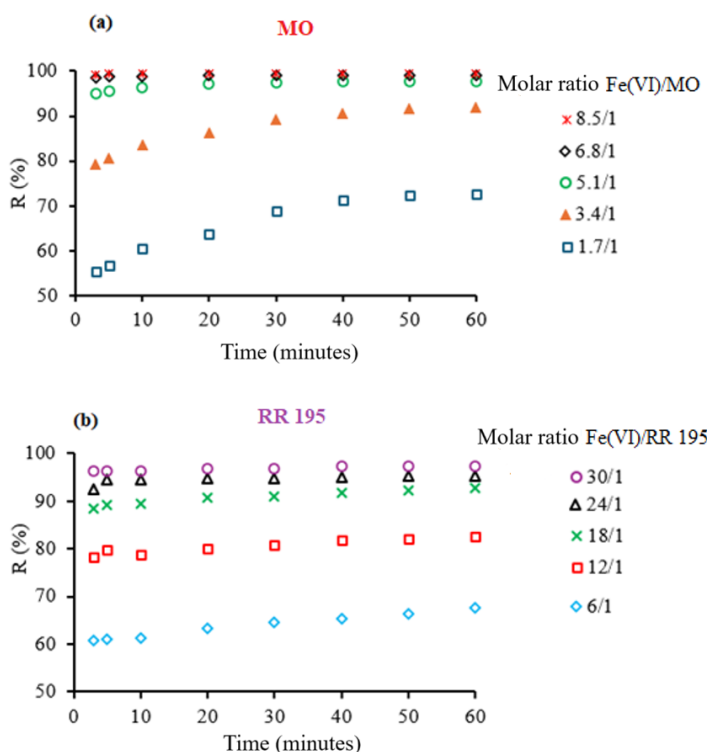 (a)
MO
100
90
80
70
60
50
R (%)
0 10 20 30 40 50 60
Time (minutes)
Molar ratio Fe(VI)/MO
8.5/1
6.8/1
5.1/1
3.4/1
1.7/1
(b)
RR 195
100
90
80
70
60
50
R (%)
0 10 20 30 40 50 60
Time (minutes)
Molar ratio Fe(VI)/RR 195
30/1
24/1
18/1
12/1
6/1